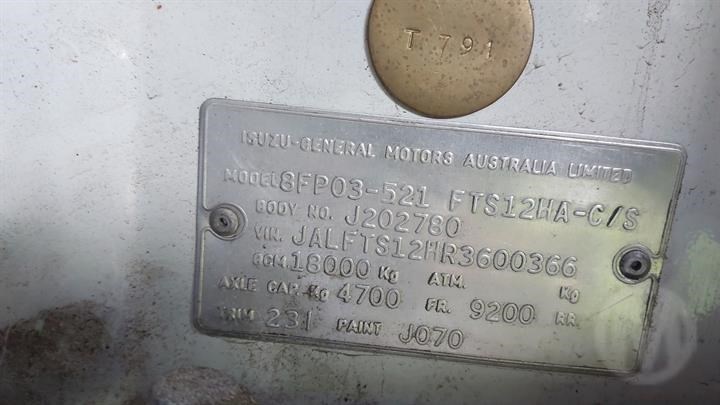 T 791
ISUZU-GENERAL MOTORS AUSTRALIA LIMITED
MODEL 8FP03-521 FTS12HA-C/S
BODY NO. J202780
VIN. JALFTS12HR3600366
GCM 18000 KG ATM. KG
AXLE CAP-KG 4700 FR. 9200 RR.
TRIM 231 PAINT J070